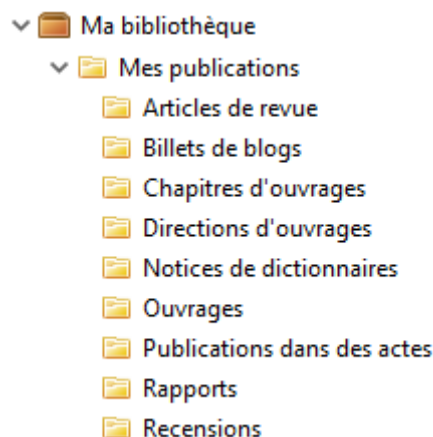 Ma bibliothèque
Mes publications
Articles de revue
Billets de blogs
Chapitres d'ouvrages
Directions d'ouvrages
Notices de dictionnaires
Ouvrages
Publications dans des actes
Rapports
Recensions